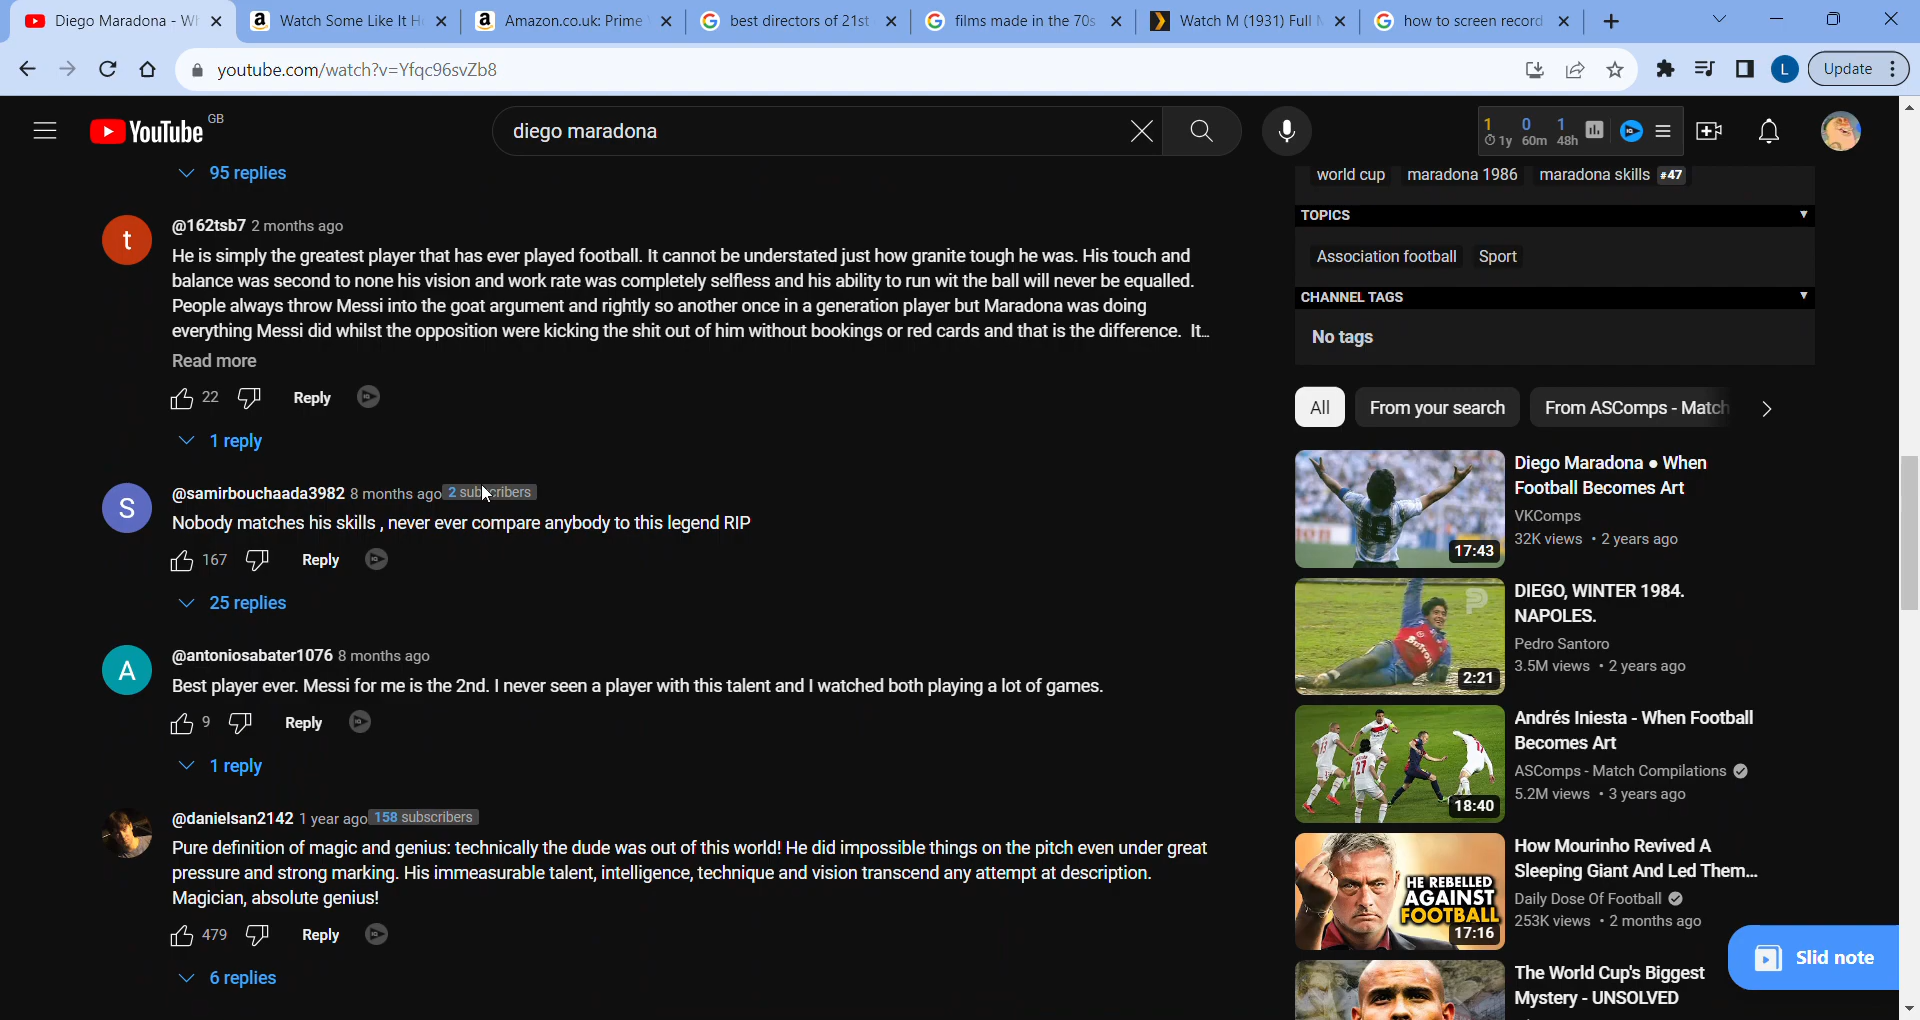 Diego Maradona - Wh
Watch Some Like It H
Amazon.co.uk: Prime
best directors of 21st
films made in the 70s
Watch M (1931) Full
how to screen record
youtube.com/watch?v=Yfqc96svZb8
L
Update
YouTube GB
diego maradona
1 0 1
1y 60m 48h
95 replies
t
@162tsb7 2 months ago
He is simply the greatest player that has ever played football. It cannot be understated just how granite tough he was. His touch and
balance was second to none his vision and work rate was completely selfless and his ability to run wit the ball will never be equalled.
People always throw Messi into the goat argument and rightly so another once in a generation player but Maradona was doing
everything Messi did whilst the opposition were kicking the shit out of him without bookings or red cards and that is the difference. It...
Read more
22 Reply
1 reply
S
@samirbouchaada3982 8 months ago 2 subscribers
Nobody matches his skills , never ever compare anybody to this legend RIP
167 Reply
25 replies
A
@antoniosabater1076 8 months ago
Best player ever. Messi for me is the 2nd. I never seen a player with this talent and I watched both playing a lot of games.
9 Reply
1 reply
@danielsan2142 1 year ago 158 subscribers
Pure definition of magic and genius: technically the dude was out of this world! He did impossible things on the pitch even under great
pressure and strong marking. His immeasurable talent, intelligence, technique and vision transcend any attempt at description.
Magician, absolute genius!
479 Reply
6 replies
world cup maradona 1986 maradona skills #47
TOPICS
Association football Sport
CHANNEL TAGS
No tags
All From your search From ASComps - Match
Diego Maradona ● When
Football Becomes Art
VKComps
32K views • 2 years ago
17:43
DIEGO, WINTER 1984.
NAPOLES.
Pedro Santoro
3.5M views • 2 years ago
2:21
Andrés Iniesta - When Football
Becomes Art
ASComps - Match Compilations
5.2M views • 3 years ago
18:40
How Mourinho Revived A
Sleeping Giant And Led Them...
Daily Dose Of Football
253K views • 2 months ago
HE REBELLED
AGAINST
FOOTBALL
17:16
Slid note
The World Cup's Biggest
Mystery - UNSOLVED